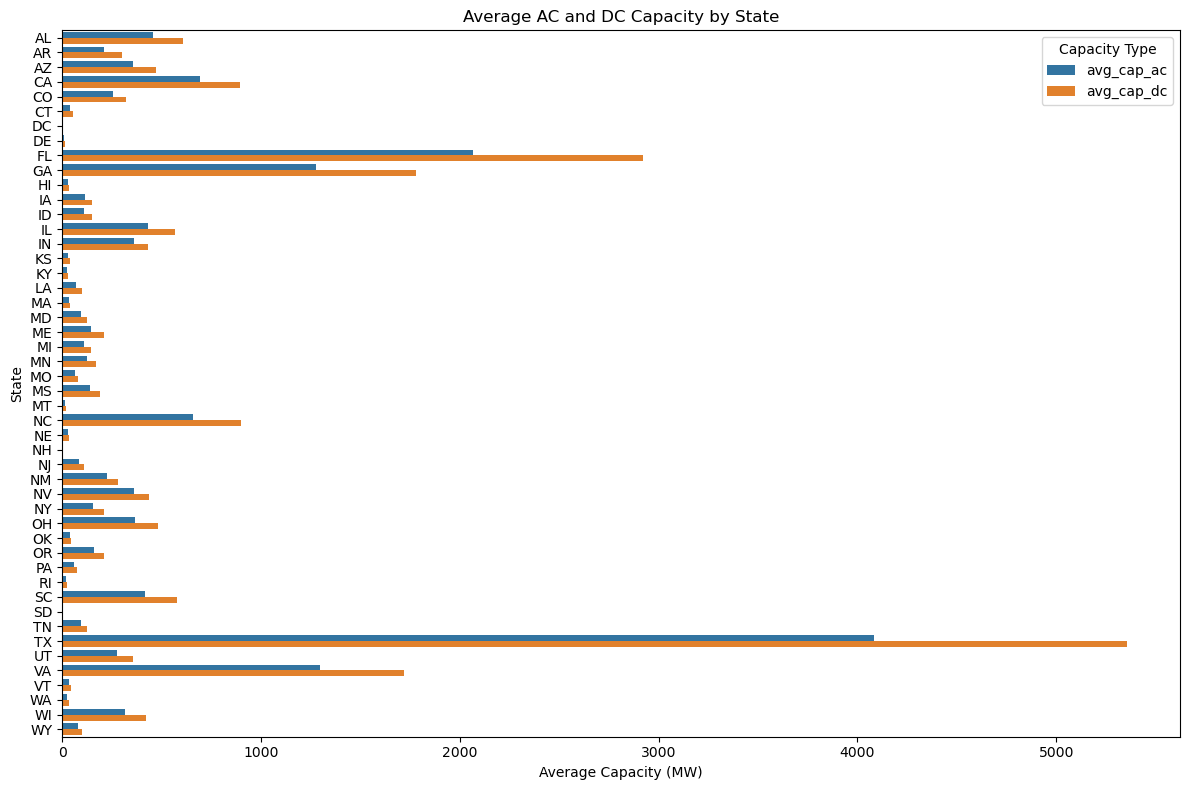 Average AC and DC Capacity by State
Capacity Type
avg_cap_ac
avg_cap_dc
State
AL
AR
AZ
CA
CO
CT
DC
DE
FL
GA
HI
IA
ID
IL
IN
KS
KY
LA
MA
MD
ME
MI
MN
MO
MS
MT
NC
NE
NH
NJ
NM
NV
NY
OH
OK
OR
PA
RI
SC
SD
TN
TX
UT
VA
VT
WA
WI
WY
0 1000 2000 3000 4000 5000
Average Capacity (MW)